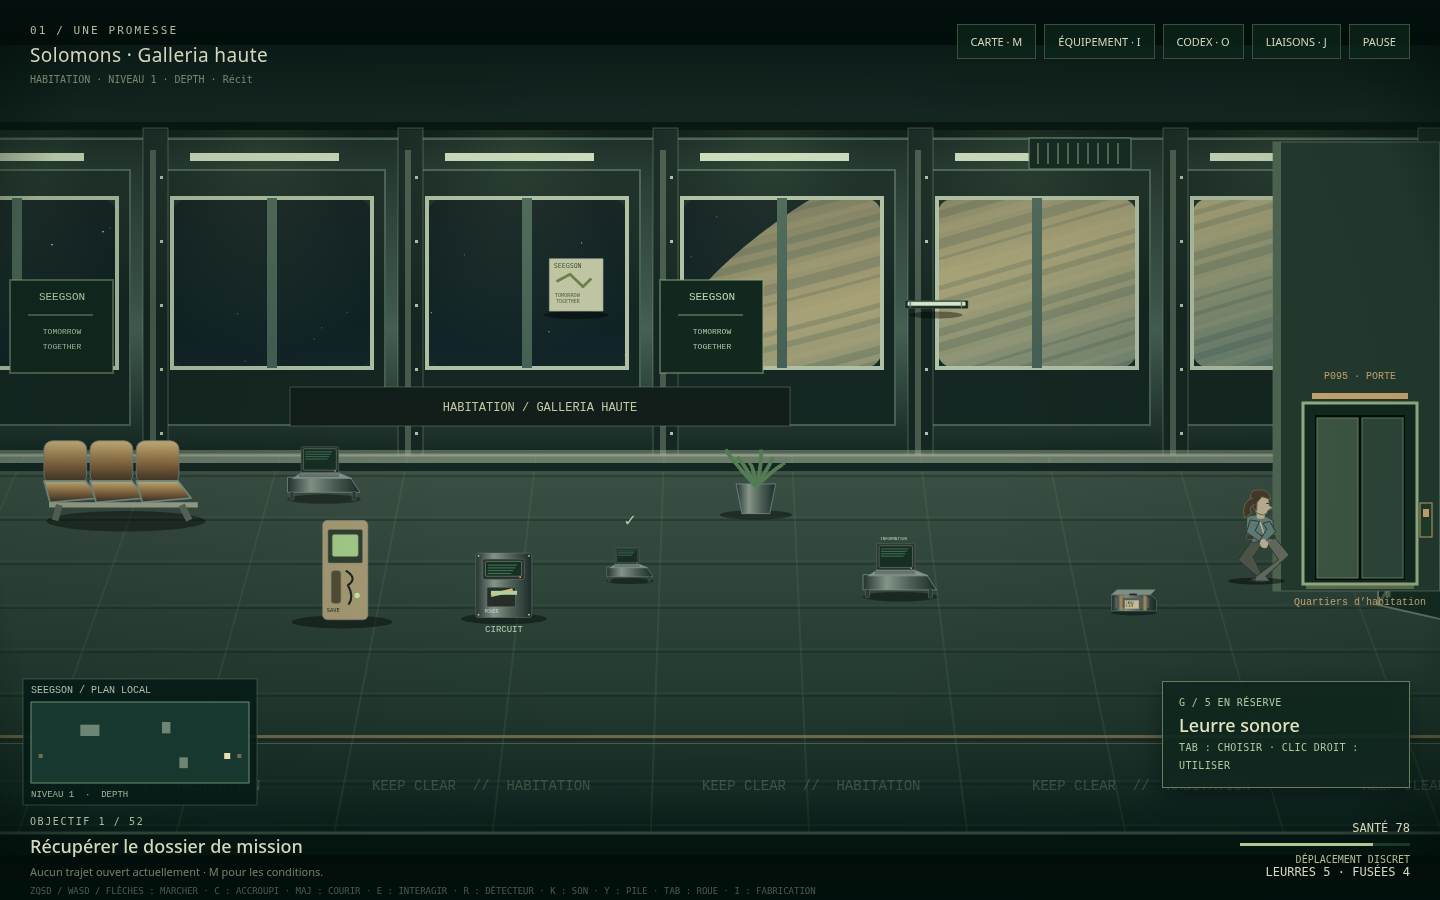 01 / UNE PROMESSE
Solomons · Galleria haute
HABITATION · NIVEAU 1 · DEPTH · Récit
CARTE · M
ÉQUIPEMENT · I
CODEX · O
LIAISONS · J
PAUSE
SEEGSON
TOMORROW
TOGETHER
SEEGSON
TOMORROW
TOGETHER
SEEGSON
TOMORROW
TOGETHER
P095 · PORTE
HABITATION / GALLERIA HAUTE
✓
INFORMATION
SAVE
POWER
CIRCUIT
Quartiers d'habitation
SEEGSON / PLAN LOCAL
NIVEAU 1 · DEPTH
G / 5 EN RÉSERVE
Leurre sonore
TAB : CHOISIR · CLIC DROIT :
UTILISER
KEEP CLEAR // HABITATION
KEEP CLEAR // HABITATION
KEEP CLEAR //
OBJECTIF 1 / 52
Récupérer le dossier de mission
Aucun trajet ouvert actuellement · M pour les conditions.
ZQSD / WASD / FLÈCHES : MARCHER · C : ACCROUPI · MAJ : COURIR · E : INTERAGIR · R : DÉTECTEUR · K : SON · Y : PILE · TAB : ROUE · I : FABRICATION
SANTÉ 78
DÉPLACEMENT DISCRET
LEURRES 5 · FUSÉES 4